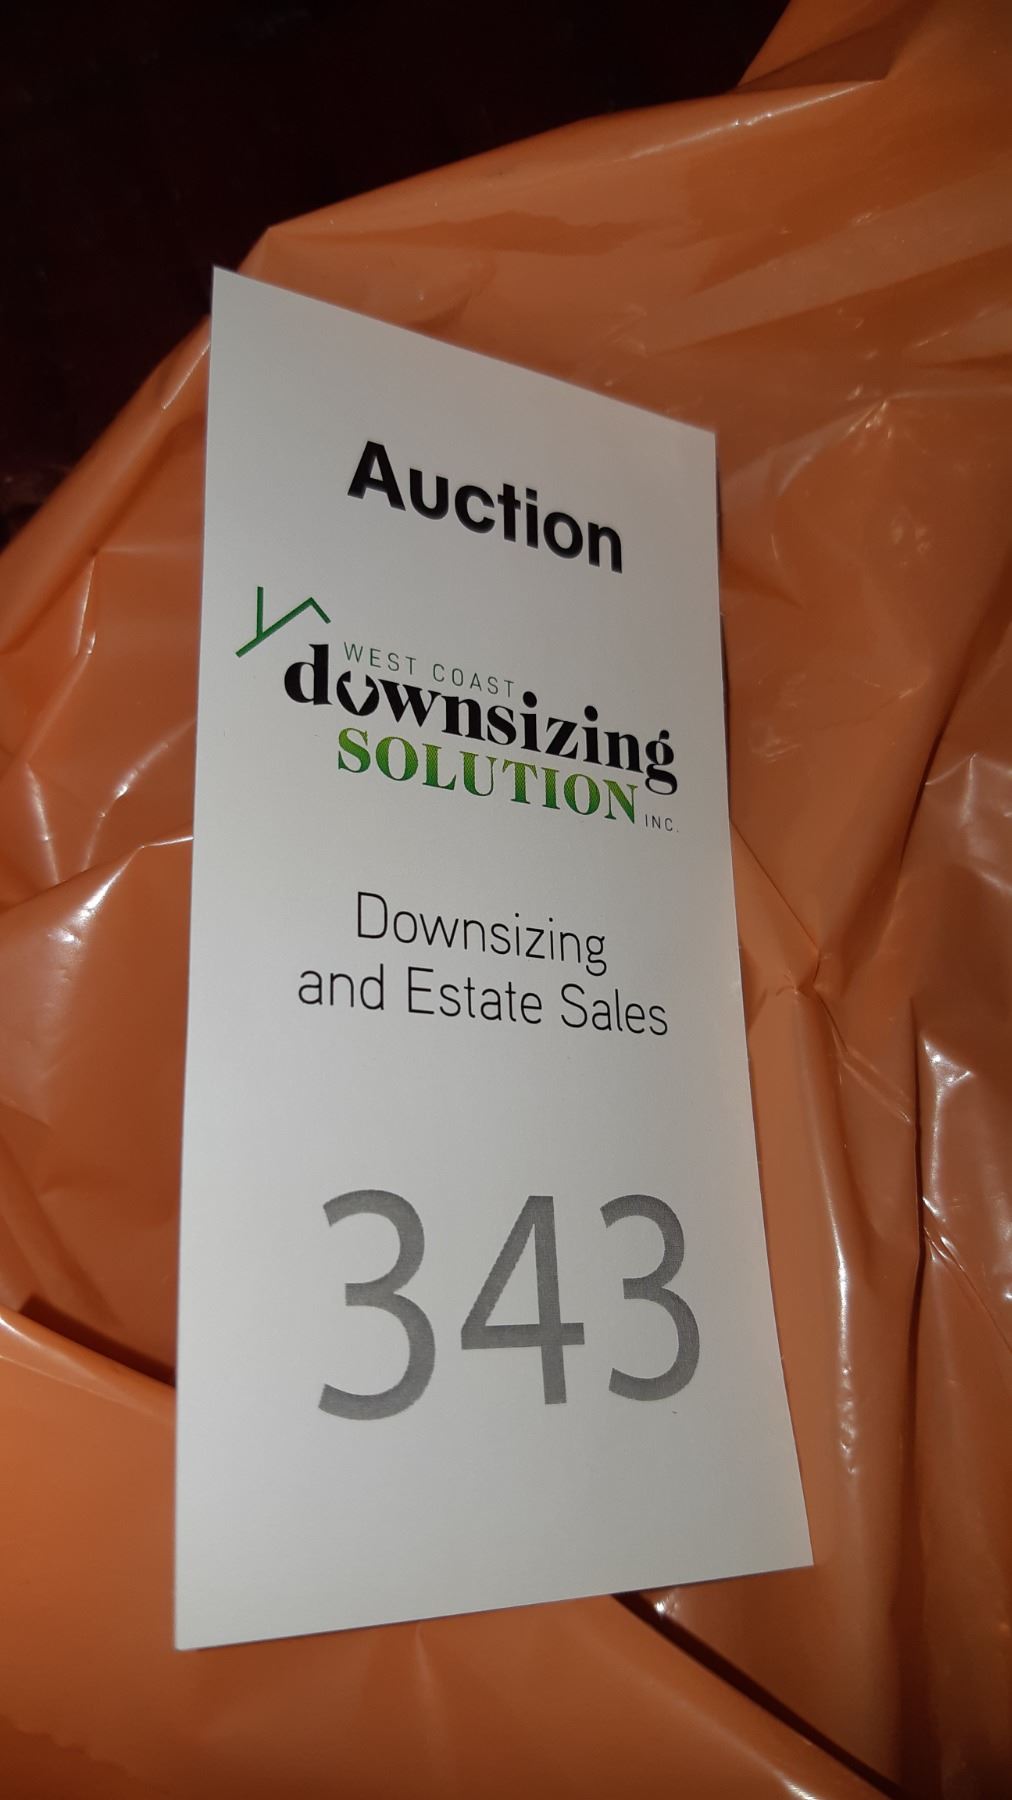 Auction
WEST COAST
downsizing
SOLUTION INC.
Downsizing
and Estate Sales
343